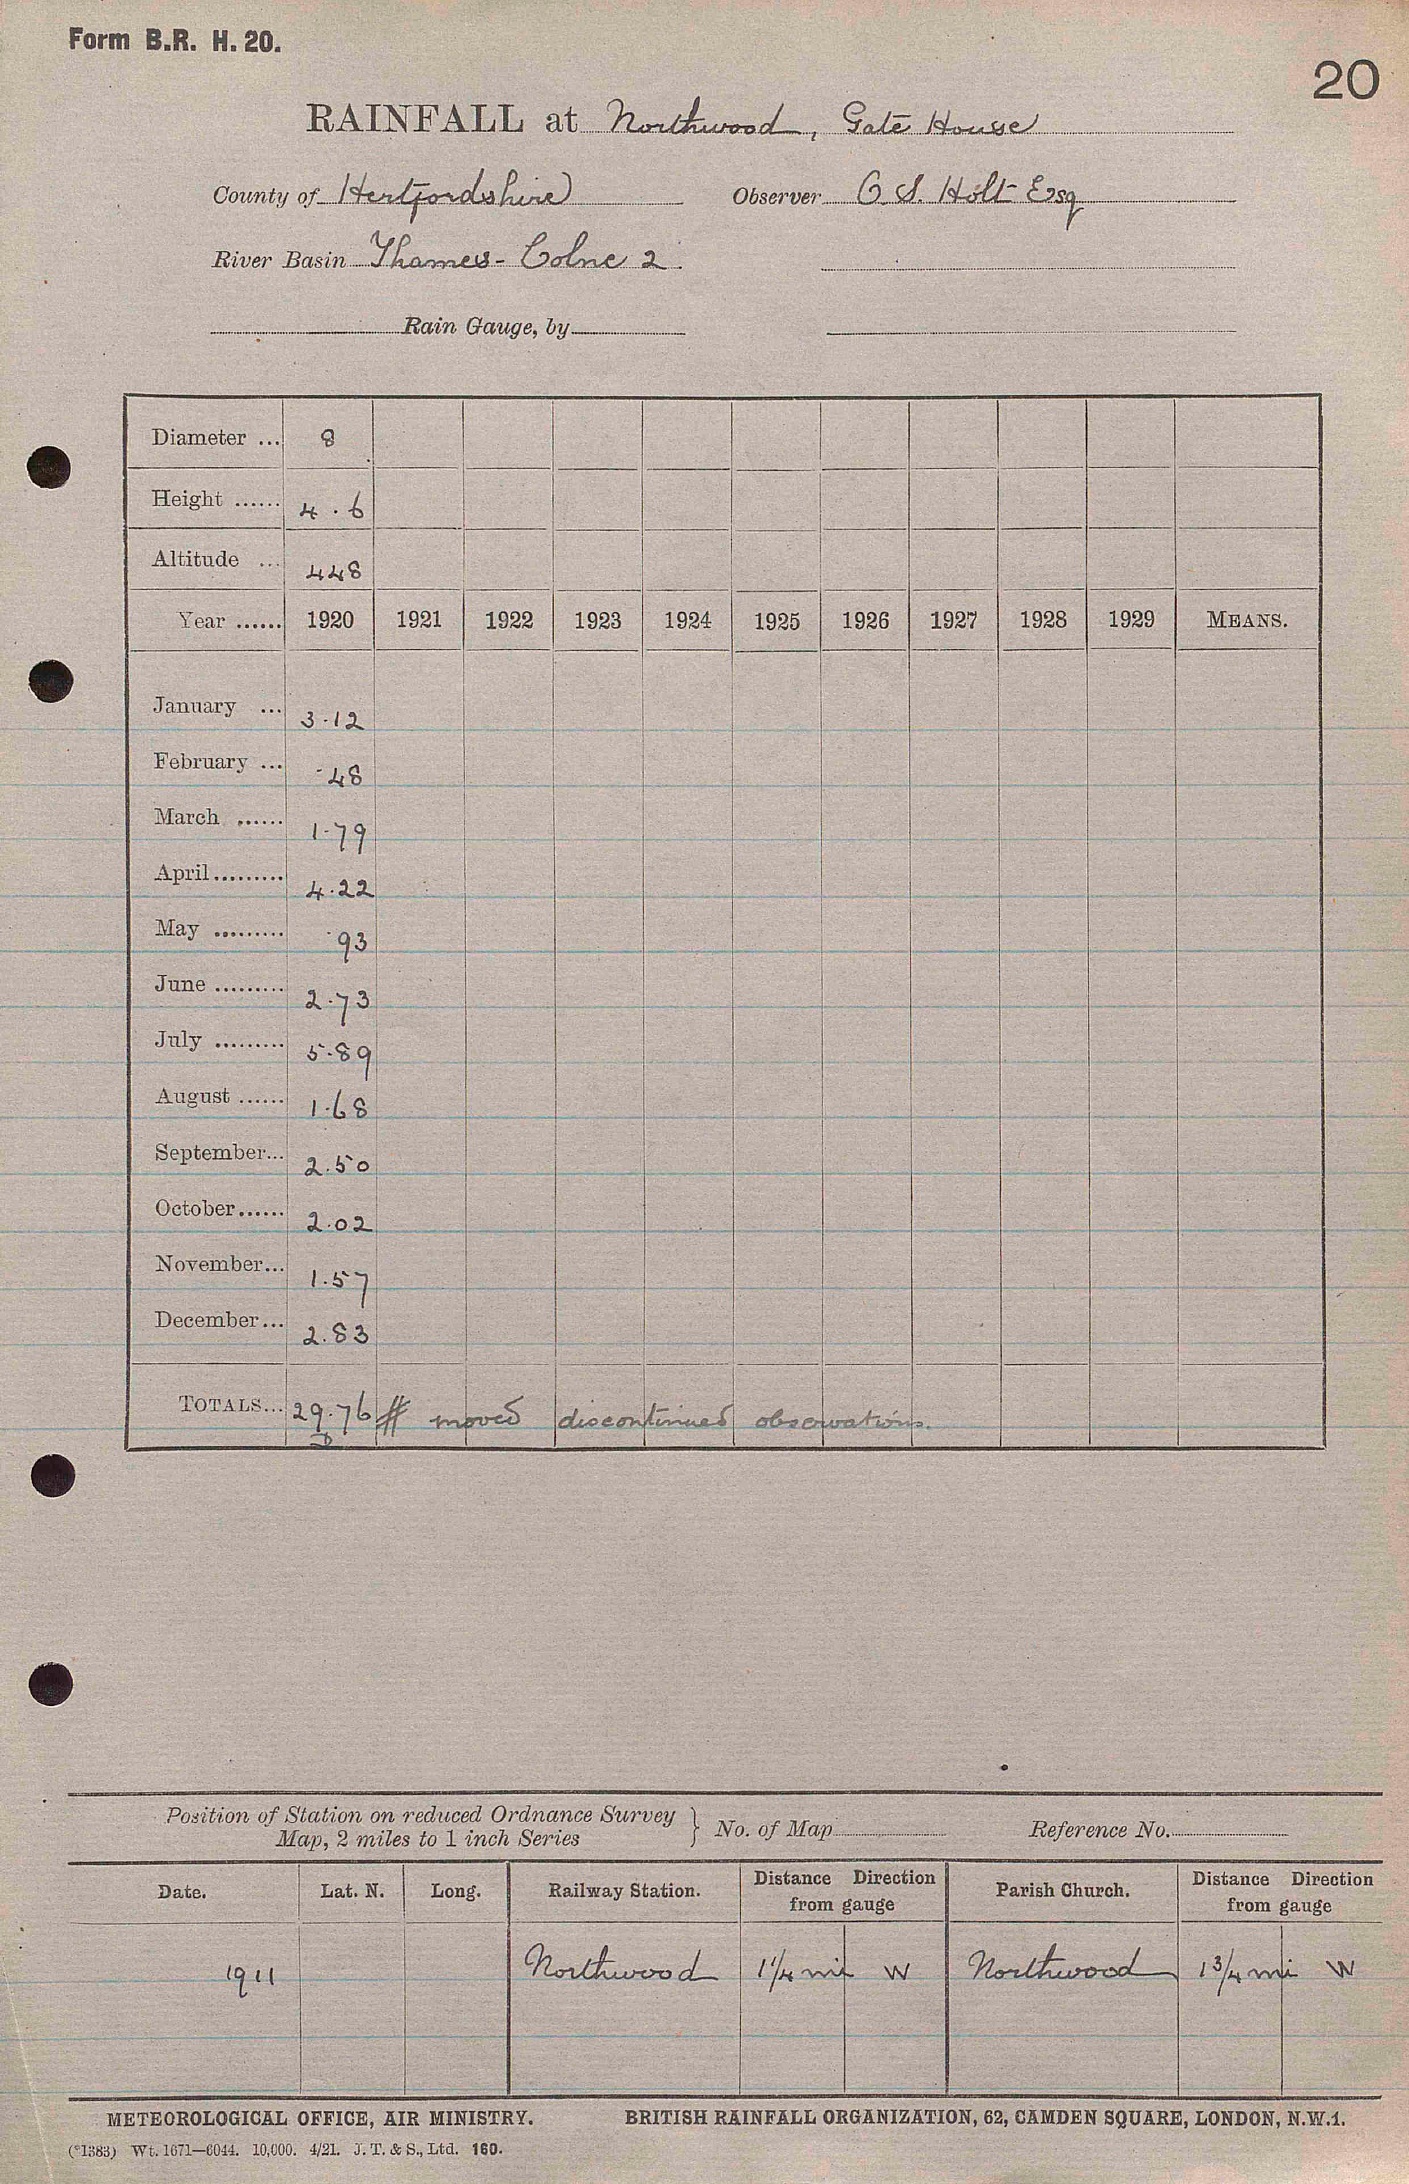 Form B.R. H. 20.
20
RAINFALL at Northwood, Gate House
County of Hertfordshire Observer O. S. Holt Esq
River Basin Thames - Colne 2.
Rain Gauge, by
Diameter ... 8
Height ...... 4.6
Altitude ... 448
Year ...... 1920 1921 1922 1923 1924 1925 1926 1927 1928 1929 MEANS.
January ... 3.12
February ... .48
March ...... 1.79
April ......... 4.22
May ......... .93
June ......... 2.73
July ......... 5.89
August ...... 1.68
September... 2.50
October...... 2.02
November... 1.57
December... 2.83
TOTALS... 29.76 # moved discontinued observations.
Position of Station on reduced Ordnance Survey
Map, 2 miles to 1 inch Series } No. of Map Reference No.
Date. Lat. N. Long. Railway Station. Distance Direction from gauge Parish Church. Distance Direction from gauge
1911 Northwood 1 1/4 mi W Northwood 1 3/4 mi W
METEOROLOGICAL OFFICE, AIR MINISTRY. BRITISH RAINFALL ORGANIZATION, 62, CAMDEN SQUARE, LONDON, N.W.1.
(*1383) Wt. 1671—6044. 10,000. 4/21. J. T. & S., Ltd. 160.